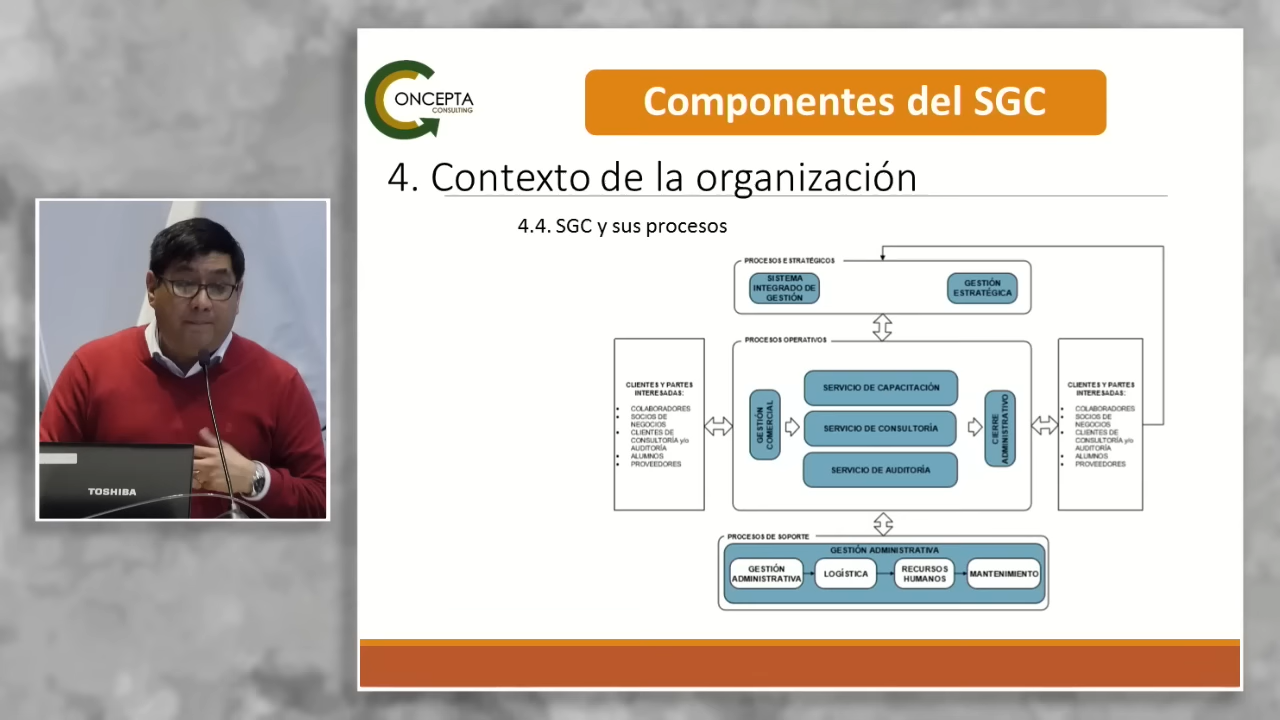 ONCEPTA
CONSULTING
Componentes del SGC
4. Contexto de la organización
4.4. SGC y sus procesos
PROCESOS ESTRATÉGICOS
SISTEMA
INTEGRADO DE
GESTIÓN
GESTIÓN
ESTRATÉGICA
PROCESOS OPERATIVOS
CLIENTES Y PARTES
INTERESADAS:
• COLABORADORES
• SOCIOS DE
NEGOCIOS
• CLIENTES DE
CONSULTORÍA y/o
AUDITORÍA
• ALUMNOS
• PROVEEDORES
GESTIÓN
COMERCIAL
SERVICIO DE CAPACITACIÓN
SERVICIO DE CONSULTORÍA
SERVICIO DE AUDITORÍA
CIERRE
ADMINISTRATIVO
CLIENTES Y PARTES
INTERESADAS:
• COLABORADORES
• SOCIOS DE
NEGOCIOS
• CLIENTES DE
CONSULTORÍA y/o
AUDITORÍA
• ALUMNOS
• PROVEEDORES
PROCESOS DE SOPORTE
GESTIÓN ADMINISTRATIVA
GESTIÓN
ADMINISTRATIVA
LOGÍSTICA
RECURSOS
HUMANOS
MANTENIMIENTO
TOSHIBA